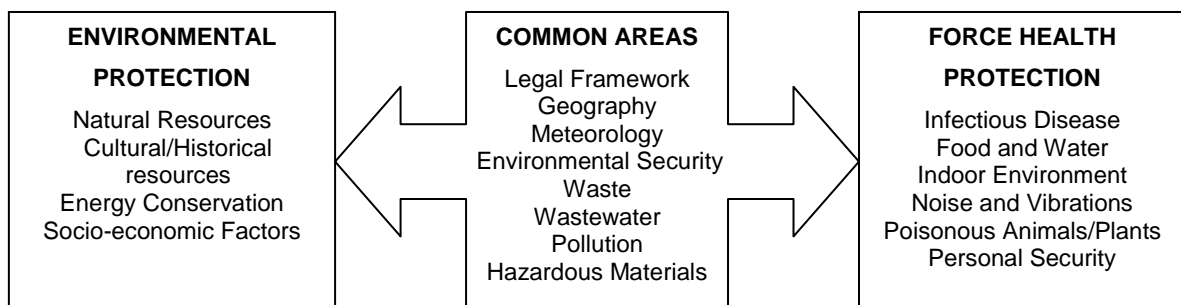 ENVIRONMENTAL
PROTECTION
Natural Resources
Cultural/Historical
resources
Energy Conservation
Socio-economic Factors
COMMON AREAS
Legal Framework
Geography
Meteorology
Environmental Security
Waste
Wastewater
Pollution
Hazardous Materials
FORCE HEALTH
PROTECTION
Infectious Disease
Food and Water
Indoor Environment
Noise and Vibrations
Poisonous Animals/Plants
Personal Security